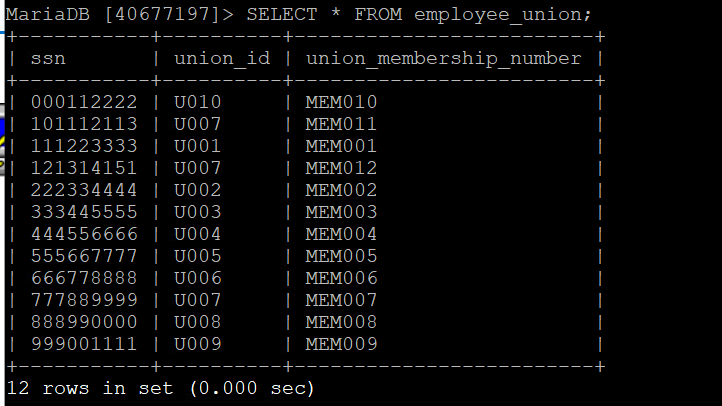 MariaDB [40677197]> SELECT * FROM employee_union;
+-----------+----------+-------------------------+
| ssn       | union_id | union_membership_number |
+-----------+----------+-------------------------+
| 000112222 | U010     | MEM010                  |
| 101112113 | U007     | MEM011                  |
| 111223333 | U001     | MEM001                  |
| 121314151 | U007     | MEM012                  |
| 222334444 | U002     | MEM002                  |
| 333445555 | U003     | MEM003                  |
| 444556666 | U004     | MEM004                  |
| 555667777 | U005     | MEM005                  |
| 666778888 | U006     | MEM006                  |
| 777889999 | U007     | MEM007                  |
| 888990000 | U008     | MEM008                  |
| 999001111 | U009     | MEM009                  |
+-----------+----------+-------------------------+
12 rows in set (0.000 sec)